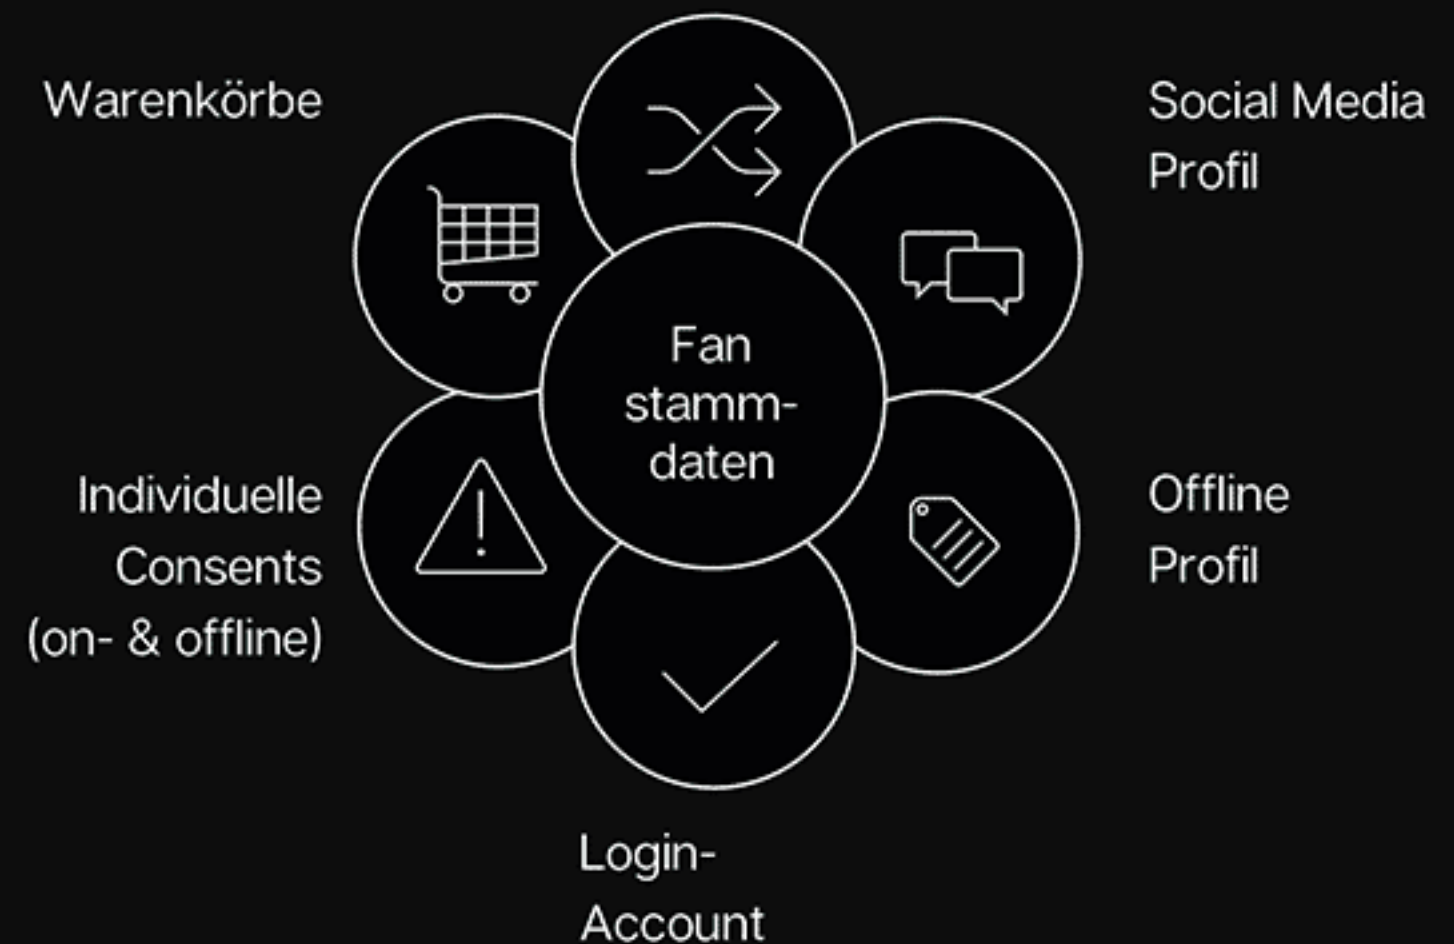 Warenkörbe
Social Media
Profil
Fan
stamm-
daten
Individuelle
Consents
(on- & offline)
Offline
Profil
Login-
Account